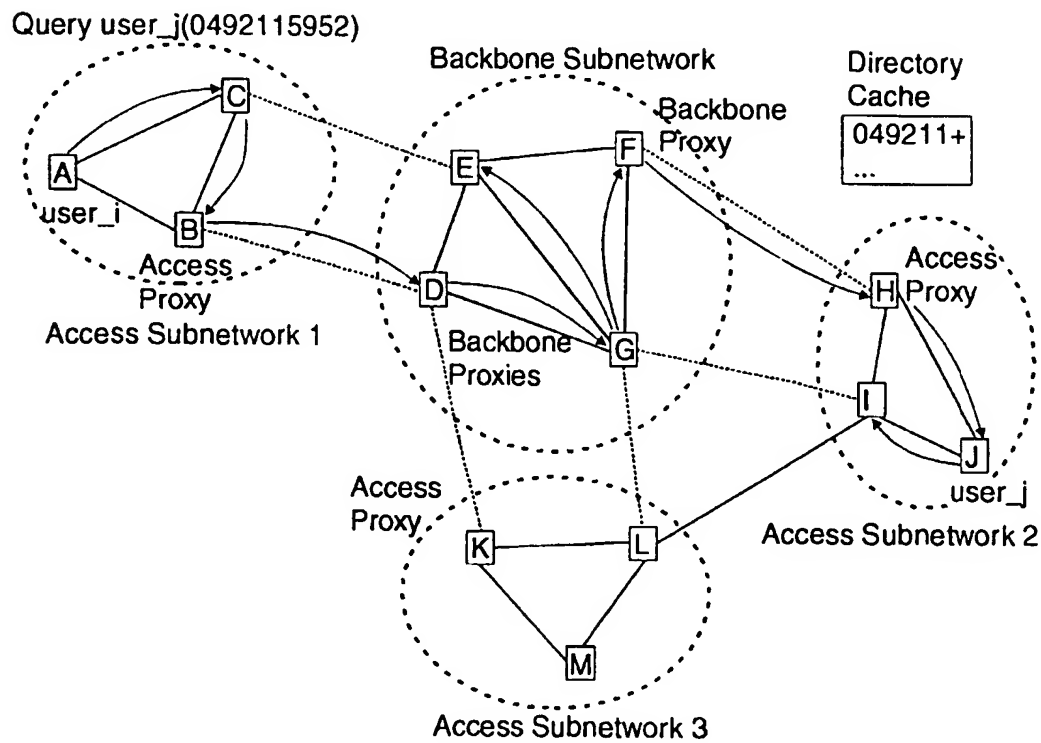 Query user_j(0492115952)
Backbone Subnetwork
Directory
Cache
049211+
...
Backbone
Proxy
C
A
user_i
B
Access
Proxy
Access Subnetwork 1
E
F
D
G
Backbone
Proxies
H
Access
Proxy
I
J
user_j
Access Subnetwork 2
Access
Proxy
K
L
M
Access Subnetwork 3